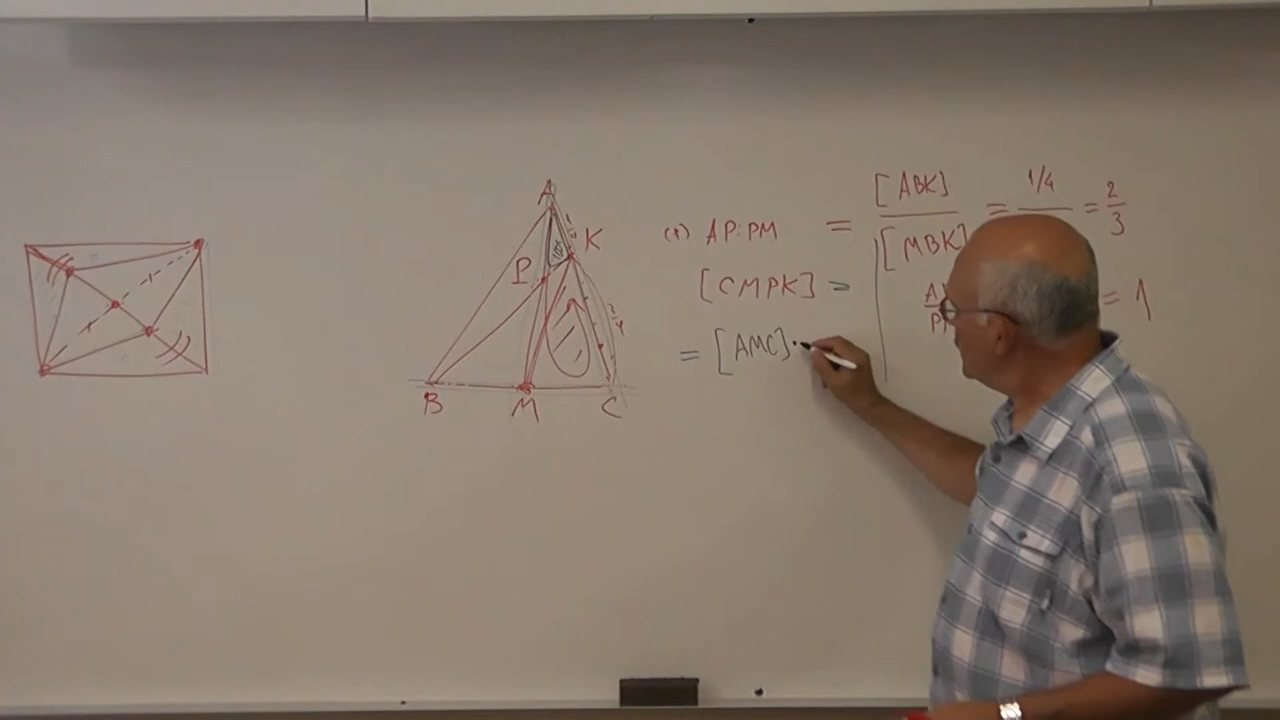 A
K
P
B M C
(*) AP:PM = [ABK] / [MBK] = 1/4 / = 2/3
[CMPK] =
= 1
= [AMC]·